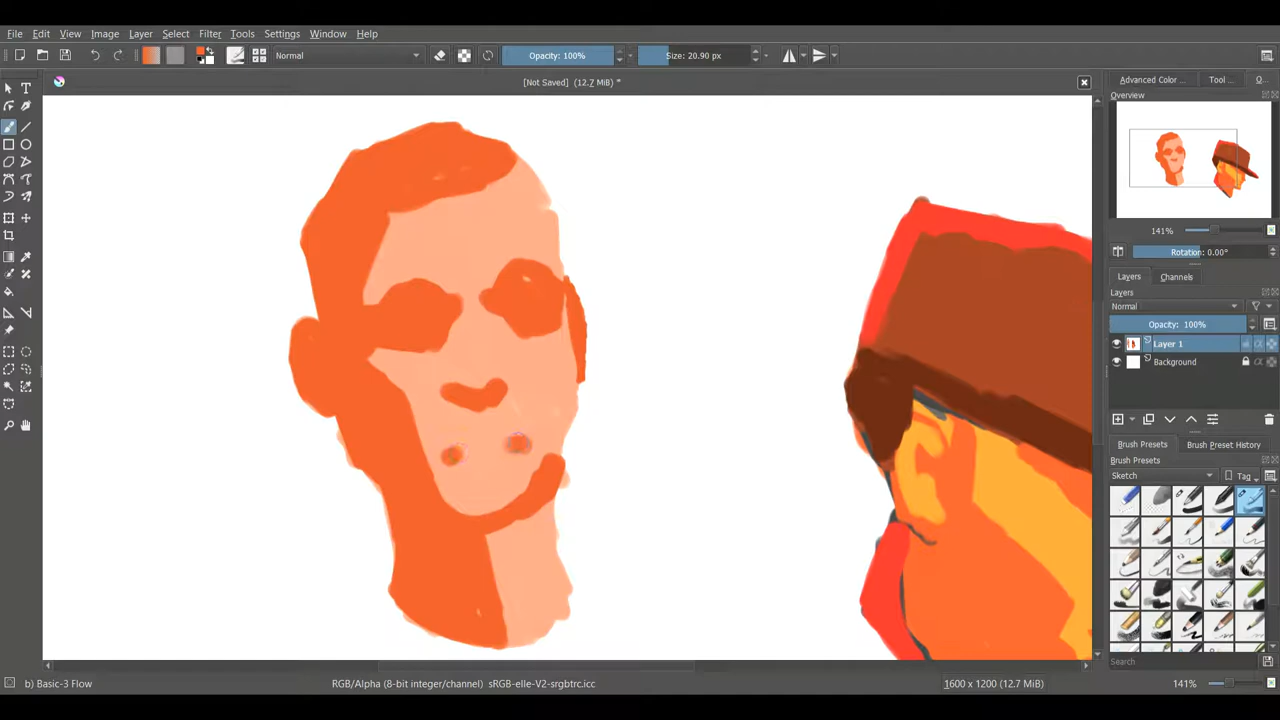 File Edit View Image Layer Select Filter Tools Settings Window Help
Normal Opacity: 100% Size: 20.90 px
[Not Saved] (12.7 MiB) *
Advanced Color ... Tool ... O...
Overview
141%
Rotation: 0.00°
Layers Channels
Layers
Normal
Opacity: 100%
Layer 1
Background
Brush Presets Brush Preset History
Brush Presets
Sketch Tag
Search
b) Basic-3 Flow RGB/Alpha (8-bit integer/channel) sRGB-elle-V2-srgbtrc.icc 1600 x 1200 (12.7 MiB) 141%